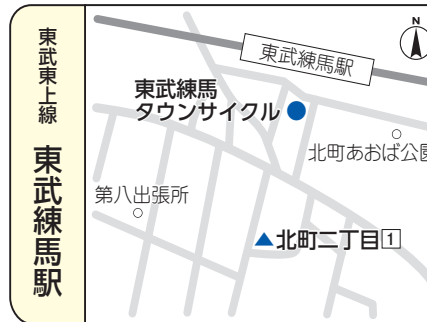 東武東上線
東武練馬駅
N
東武練馬駅
東武練馬
タウンサイクル
北町あおば公園
第八出張所
北町二丁目1